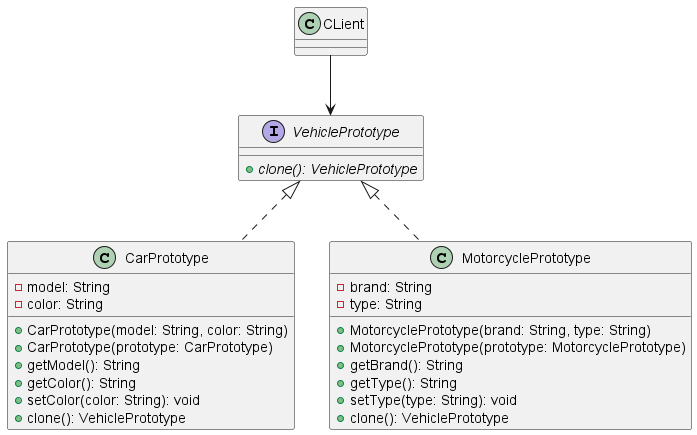 C CLient
I VehiclePrototype
clone(): VehiclePrototype
C CarPrototype
model: String
color: String
CarPrototype(model: String, color: String)
CarPrototype(prototype: CarPrototype)
getModel(): String
getColor(): String
setColor(color: String): void
clone(): VehiclePrototype
C MotorcyclePrototype
brand: String
type: String
MotorcyclePrototype(brand: String, type: String)
MotorcyclePrototype(prototype: MotorcyclePrototype)
getBrand(): String
getType(): String
setType(type: String): void
clone(): VehiclePrototype